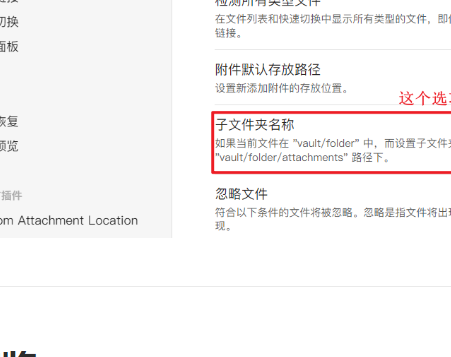 切换
面板
恢复
预览
插件
om Attachment Location
检测所有类型文件
在文件列表和快速切换中显示所有类型的文件，即
链接。
附件默认存放路径
设置新添加附件的存放位置。
这个选
子文件夹名称
如果当前文件在 "vault/folder" 中，而设置子文件
"vault/folder/attachments" 路径下。
忽略文件
符合以下条件的文件将被忽略。忽略是指文件将出
现。